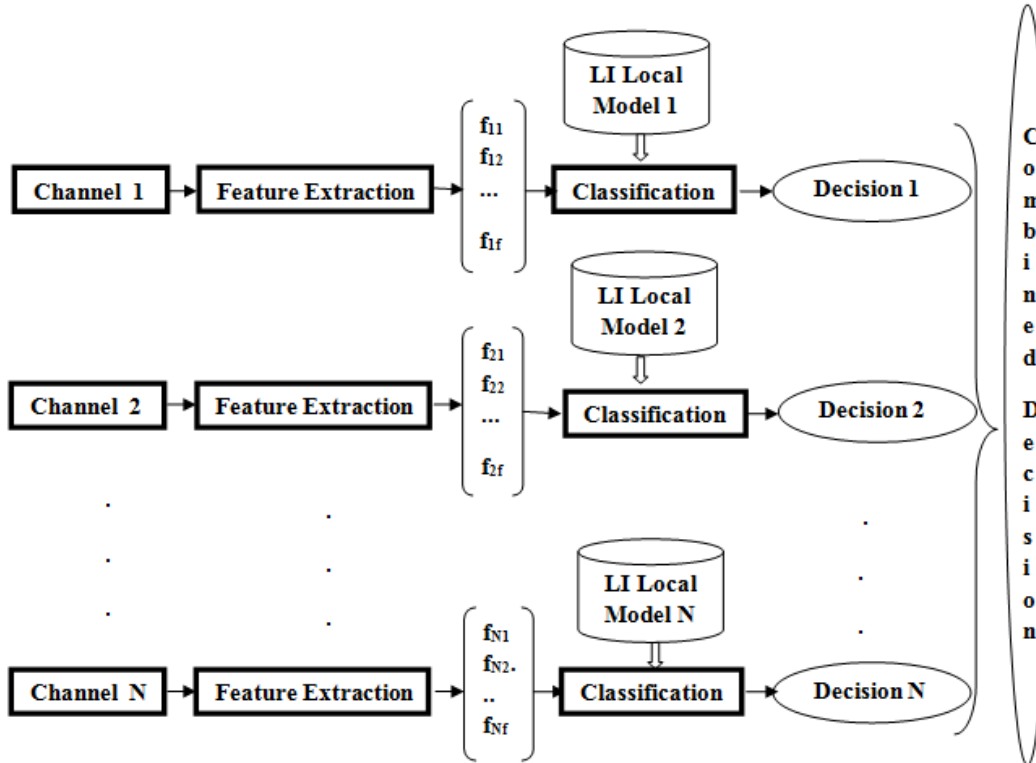 LI Local
Model 1
f11
f12
...
f1f
Channel 1
Feature Extraction
Classification
Decision 1
LI Local
Model 2
f21
f22
...
f2f
Channel 2
Feature Extraction
Classification
Decision 2
.
.
.
.
.
.
.
.
.
LI Local
Model N
fN1
fN2.
..
fNf
Channel N
Feature Extraction
Classification
Decision N
Combined
Decision